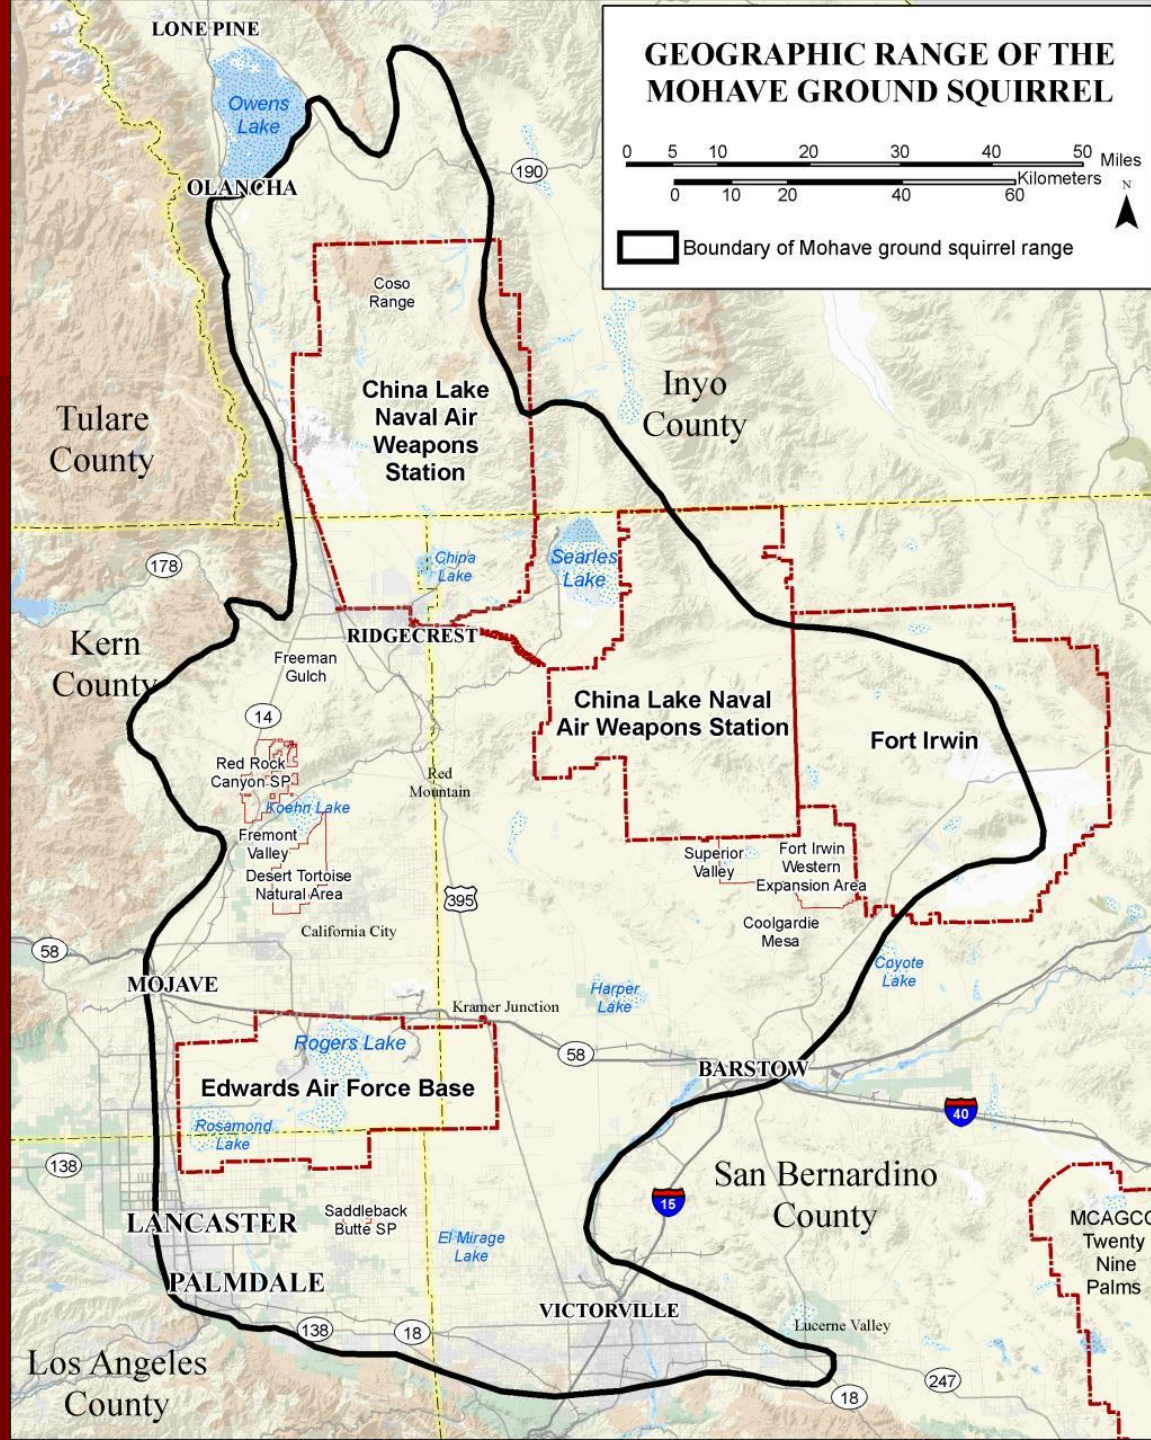 LONE PINE
GEOGRAPHIC RANGE OF THE
MOHAVE GROUND SQUIRREL
0 5 10 20 30 40 50 Miles
Kilometers
0 10 20 40 60
N
Boundary of Mohave ground squirrel range
Owens
Lake
190
OLANCHA
Coso
Range
China Lake
Naval Air
Weapons
Station
Inyo
County
Tulare
County
178
China
Lake
Searles
Lake
Kern
County
RIDGECREST
Freeman
Gulch
14
China Lake Naval
Air Weapons Station
Fort Irwin
Red Rock
Canyon SP
Red
Mountain
Koehn Lake
Fremont
Valley
Desert Tortoise
Natural Area
Superior
Valley
Fort Irwin
Western
Expansion Area
395
California City
Coolgardie
Mesa
58
MOJAVE
Coyote
Lake
Harper
Lake
Kramer Junction
Rogers Lake
58
BARSTOW
Edwards Air Force Base
40
Rosamond
Lake
138
San Bernardino
County
15
LANCASTER
Saddleback
Butte SP
El Mirage
Lake
MCAGCC
Twenty
Nine
Palms
PALMDALE
VICTORVILLE
Lucerne Valley
138
18
Los Angeles
County
247
18